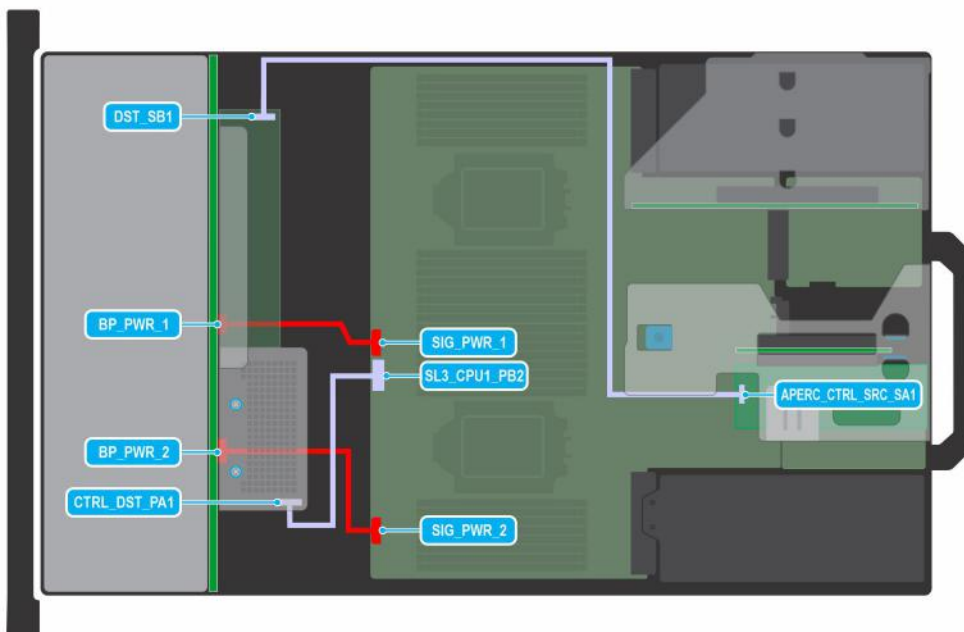 DST_SB1
BP_PWR_1
SIG_PWR_1
SL3_CPU1_PB2
APERC_CTRL_SRC_SA1
BP_PWR_2
CTRL_DST_PA1
SIG_PWR_2